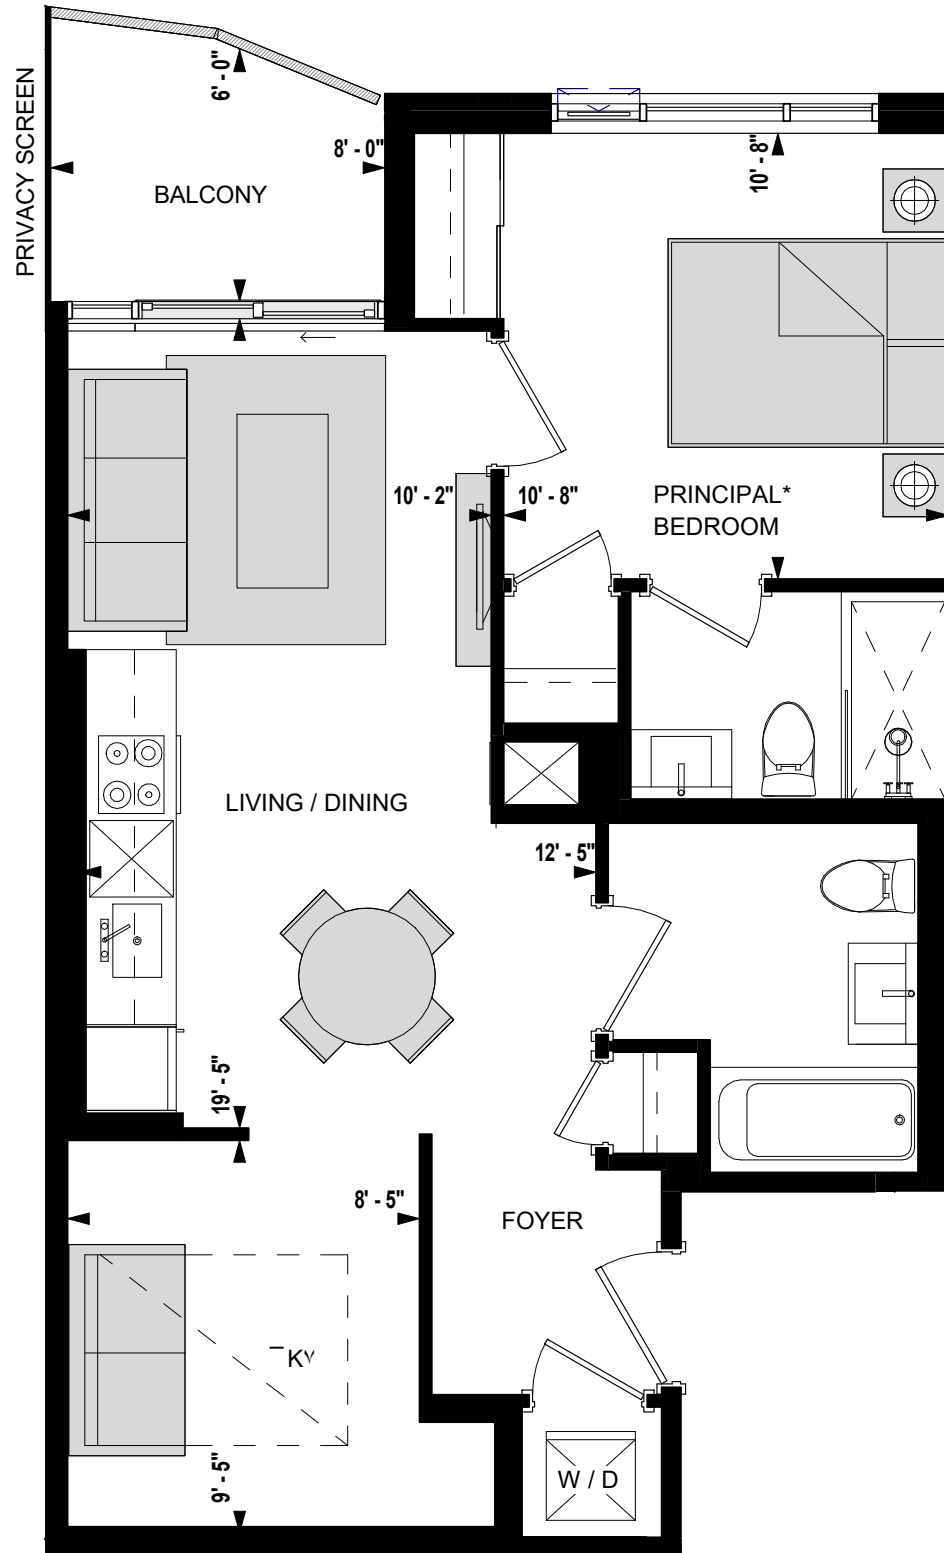 PRIVACY SCREEN
6' - 0"
8' - 0"
BALCONY
10' - 8"
10' - 2"
10' - 8"
PRINCIPAL*
BEDROOM
LIVING / DINING
12' - 5"
19' - 5"
8' - 5"
FOYER
9' - 5"
W / D